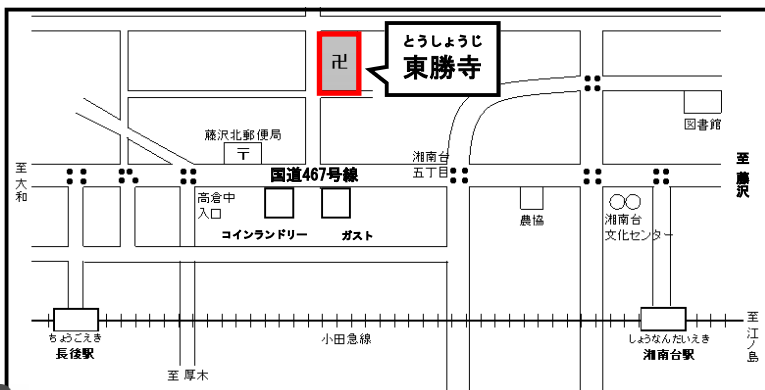 とうしょうじ
東勝寺
卍
図書館
藤沢北郵便局
〒
湘南台
五丁目
国道467号線
至大和
至藤沢
高倉中
入口
コインランドリー
ガスト
農協
湘南台
文化センター
ちょうごえき
長後駅
小田急線
しょうなんだいえき
湘南台駅
至江ノ島
至厚木